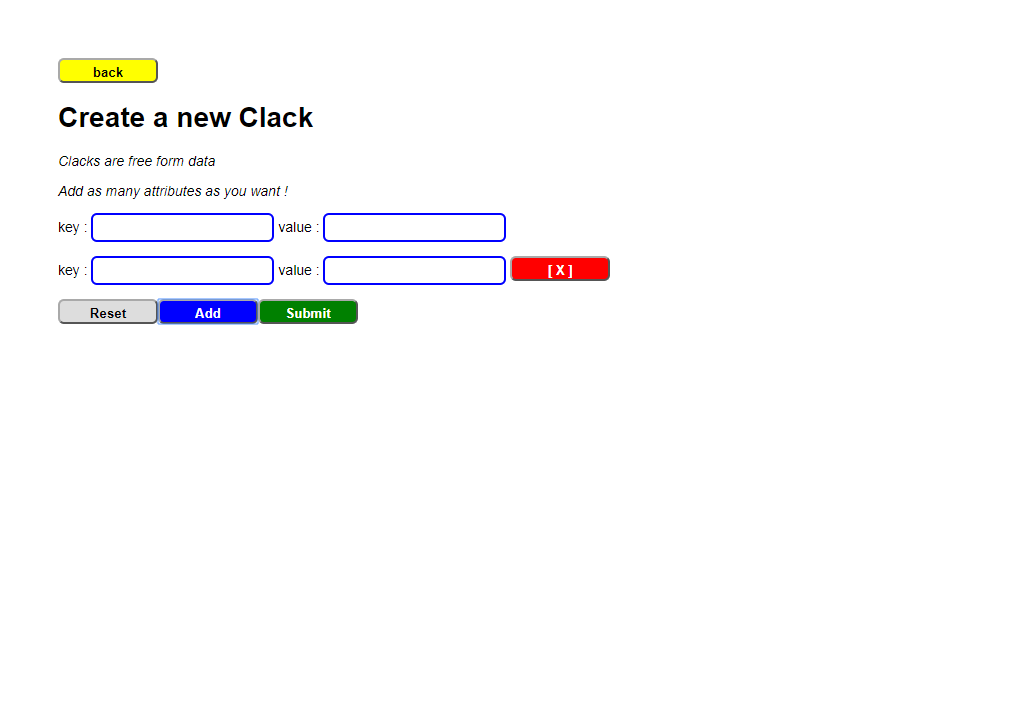 back
Create a new Clack
Clacks are free form data
Add as many attributes as you want !
key : value :
key : value : [ X ]
Reset Add Submit